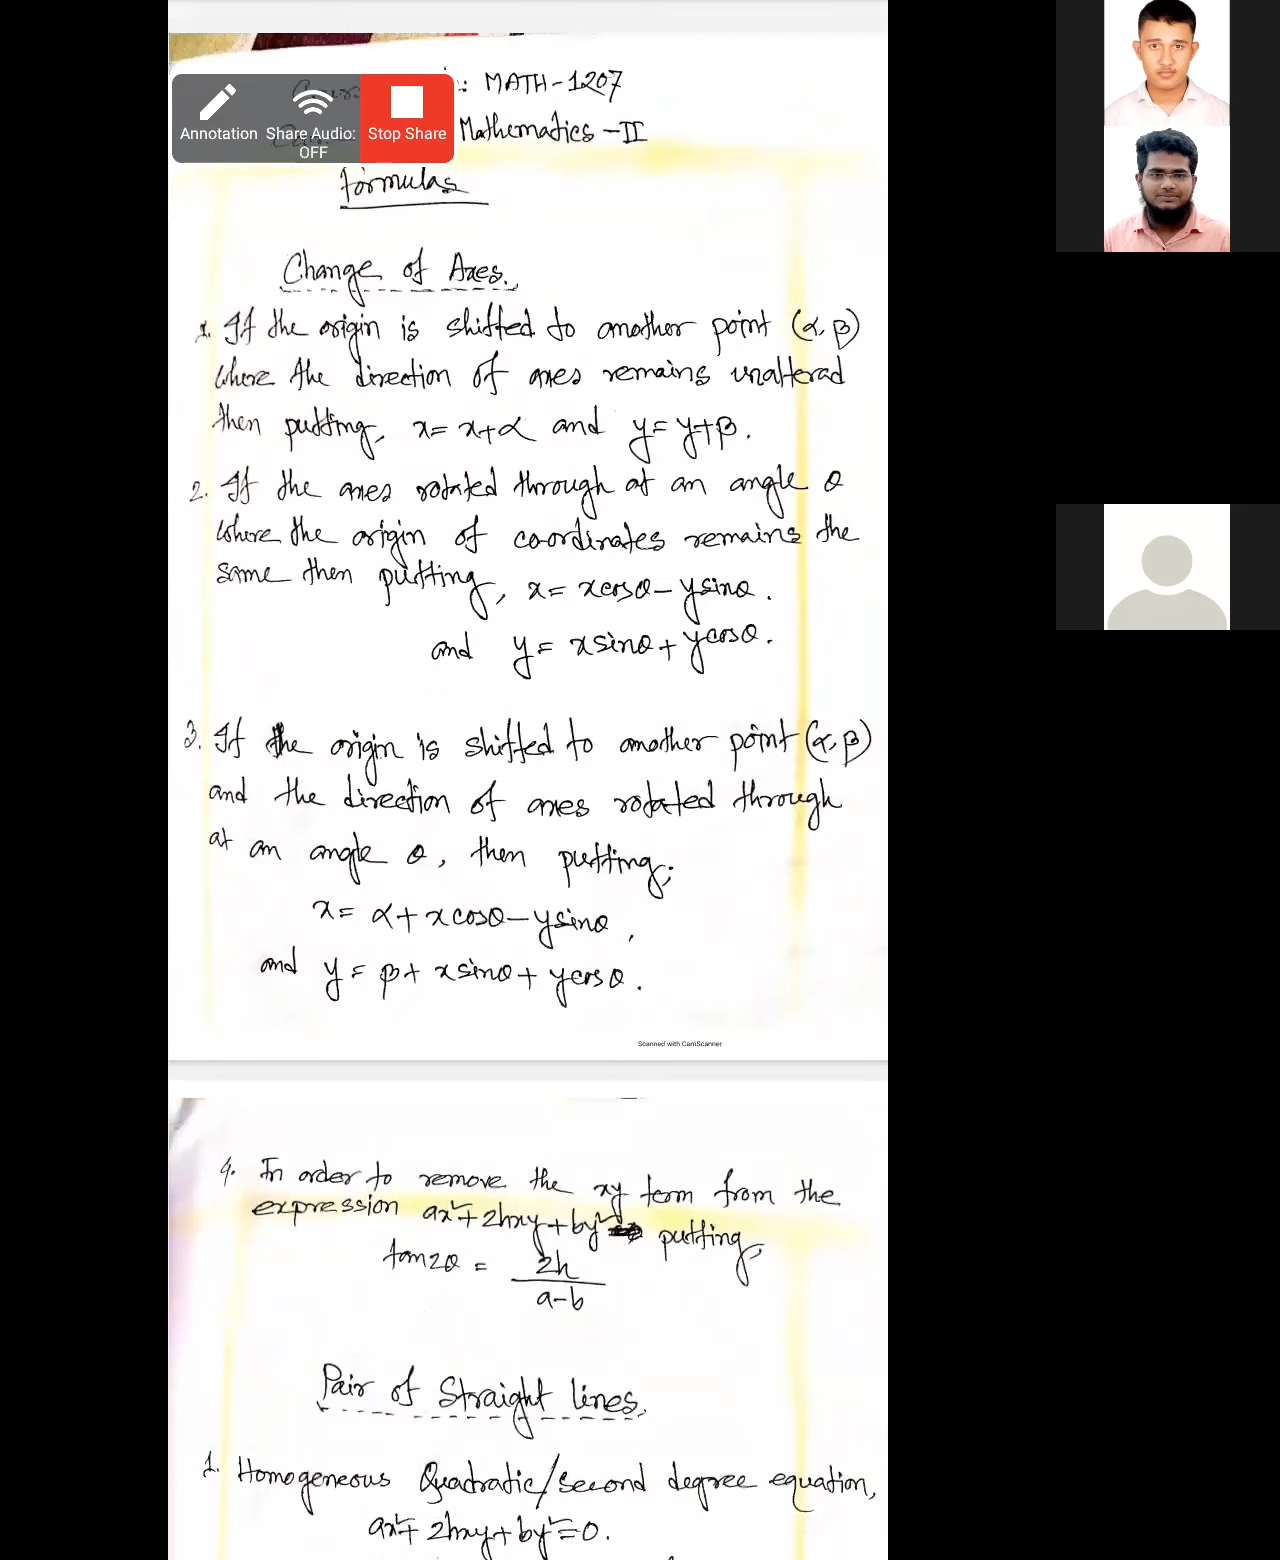 : MATH-1207
Mathematics-II
Annotation
Share Audio:
OFF
Stop Share
Formulas
Change of Axes.
1. If the origin is shifted to another point (α, β)
where the direction of axes remains unaltered
then putting, x = x+α and y = y+β.
2. If the axes rotated through at an angle θ
where the origin of co-ordinates remains the
same then putting, x = xcosθ - ysinθ.
and y = xsinθ + ycosθ.
3. If the origin is shifted to another point (α, β)
and the direction of axes rotated through
at an angle θ, then putting;
x = α + xcosθ - ysinθ,
and y = β + xsinθ + ycosθ.
Scanned with CamScanner
4. In order to remove the xy term from the
expression ax²+2hxy+by² putting,
tan2θ = 2h
a-b
Pair of Straight lines.
1. Homogeneous Quadratic/second degree equation,
ax²+2hxy+by²=0.